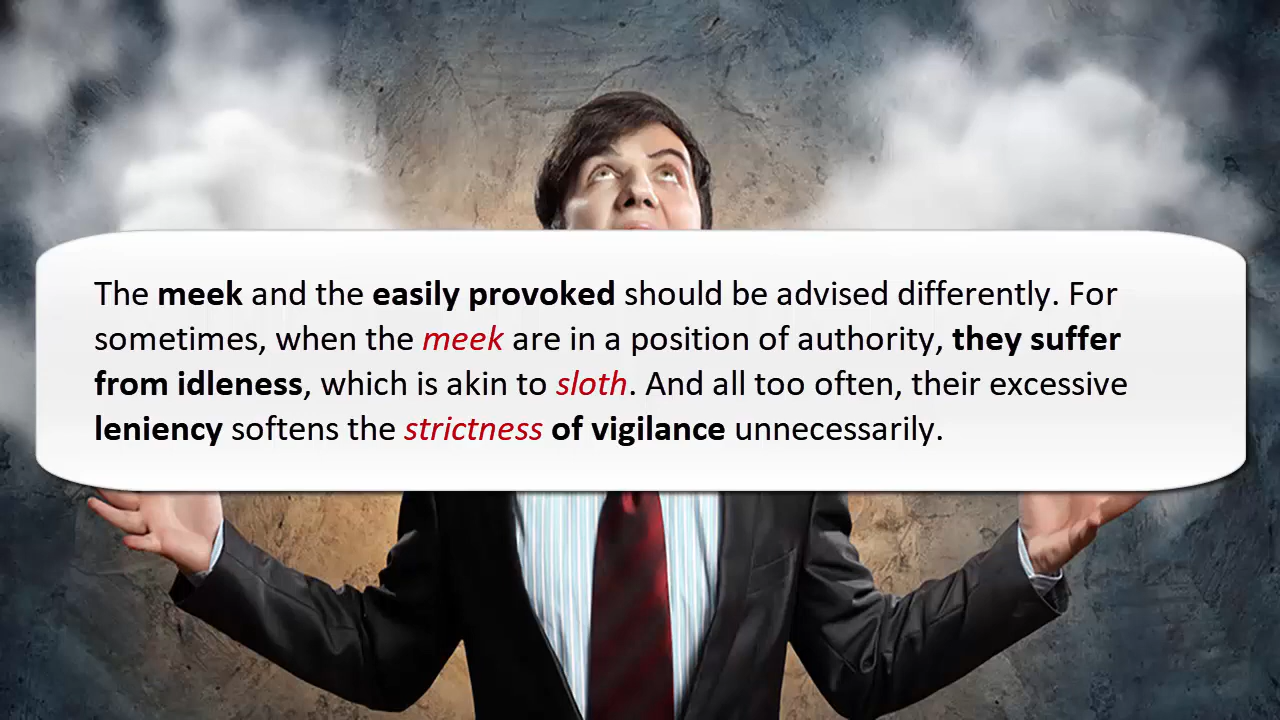 The meek and the easily provoked should be advised differently. For
sometimes, when the meek are in a position of authority, they suffer
from idleness, which is akin to sloth. And all too often, their excessive
leniency softens the strictness of vigilance unnecessarily.